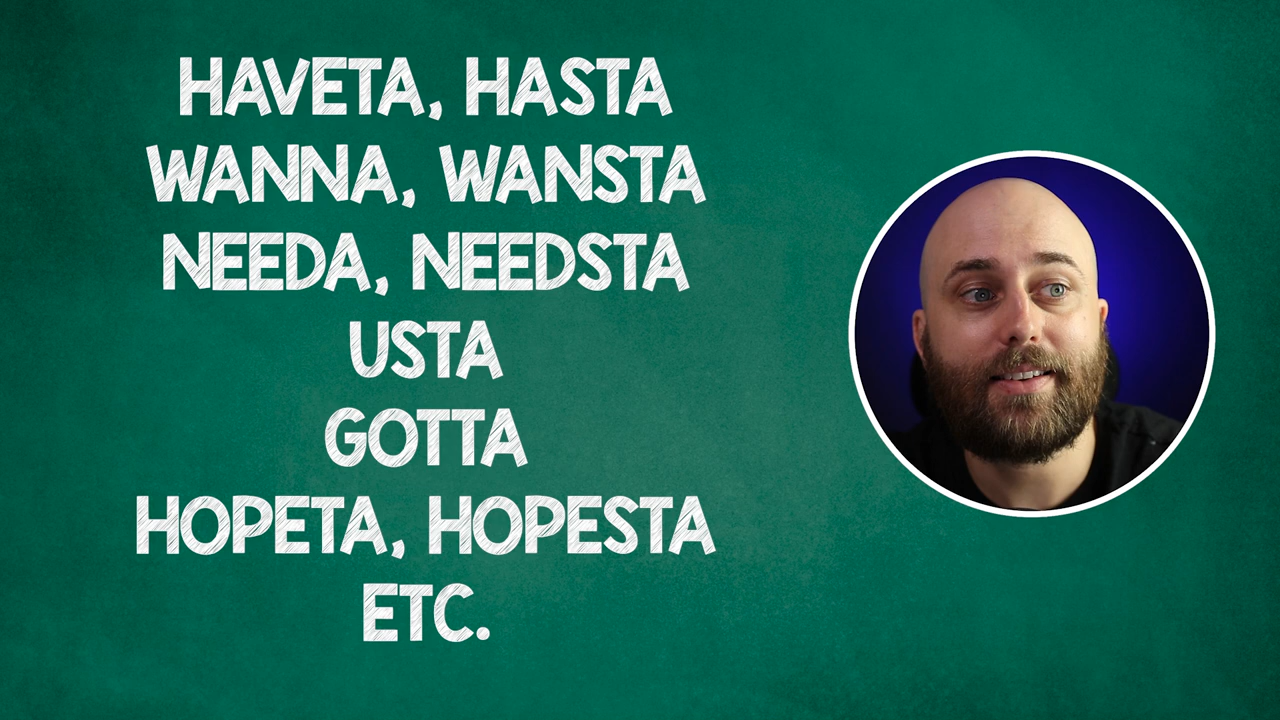 HAVETA, HASTA
WANNA, WANSTA
NEEDA, NEEDSTA
USTA
GOTTA
HOPETA, HOPESTA
ETC.